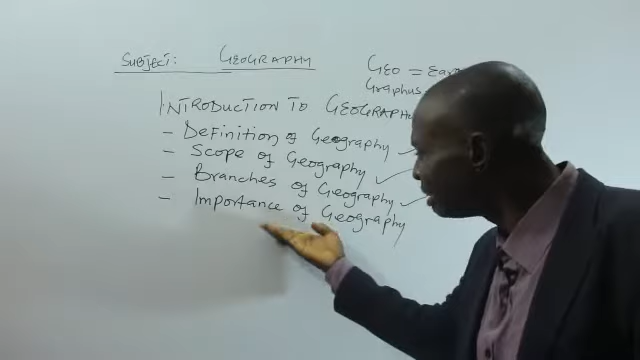 SUBJECT: GEOGRAPHY
GEO = Ear
Graphus
INTRODUCTION TO GEOGRAPHY
- Definition of Geography
- Scope of Geography
- Branches of Geography
- Importance of Geography